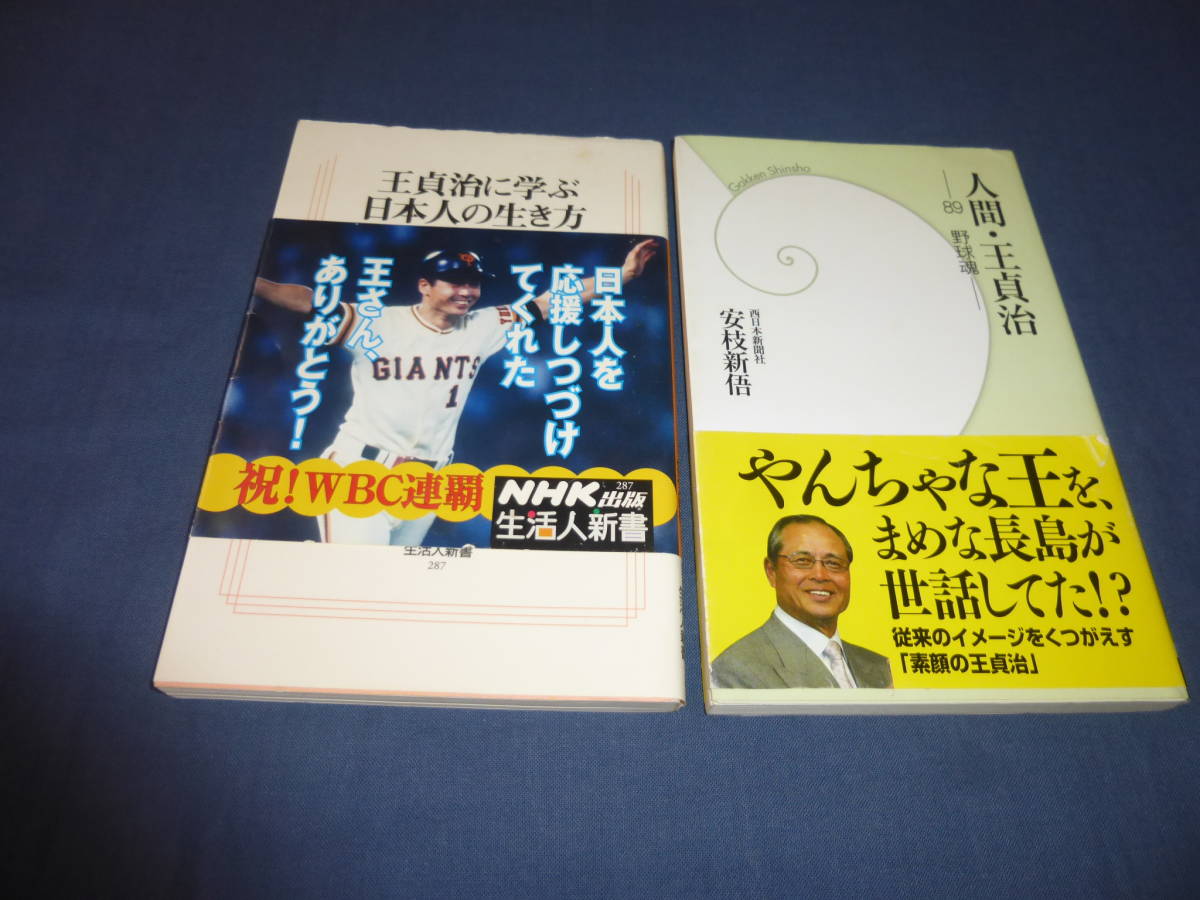 王貞治に学ぶ
日本人の生き方
日本人を
応援しつづけ
てくれた
王さん、
ありがとう!
GIANTS
1
祝!WBC連覇
NHK出版
287
生活人新書
生活人新書
287
Gakken Shinsho
人間・王貞治
89 野球魂
西日本新聞社
安枝新悟
やんちゃな王を、
まめな長島が
世話してた!?
従来のイメージをくつがえす
「素顔の王貞治」